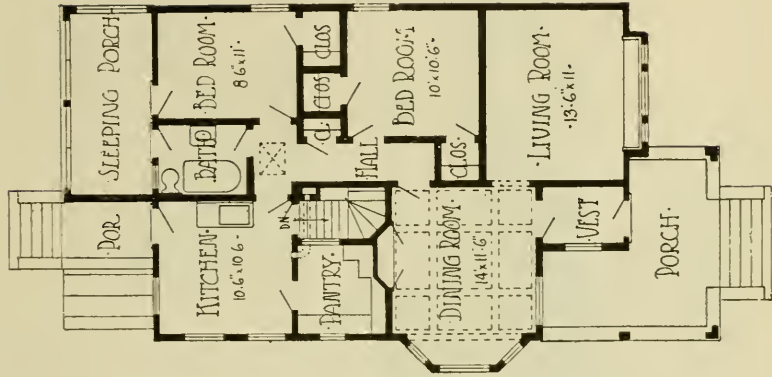 SLEEPING PORCH·
·BED ROOM·
8'6"x11'
CLOS
CLOS
CL.
BED ROOM
10'x10'6"
·LIVING ROOM·
·13'·6"x11·
BATH
HALL
CLOS·
POR
KITCHEN·
10'·6"x10'6·
DN
PANTRY·
·DINING ROOM·
14'x11'6"
VEST
PORCH·